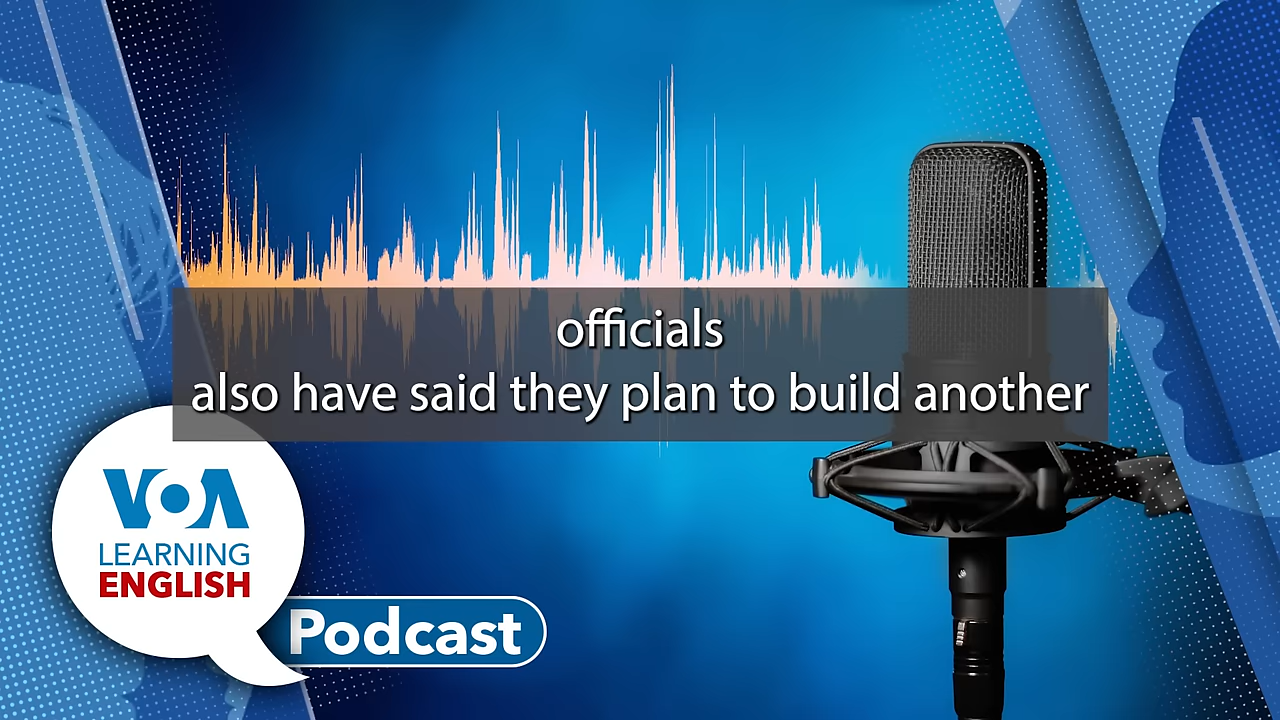 officials
also have said they plan to build another
VOA
LEARNING
ENGLISH
Podcast